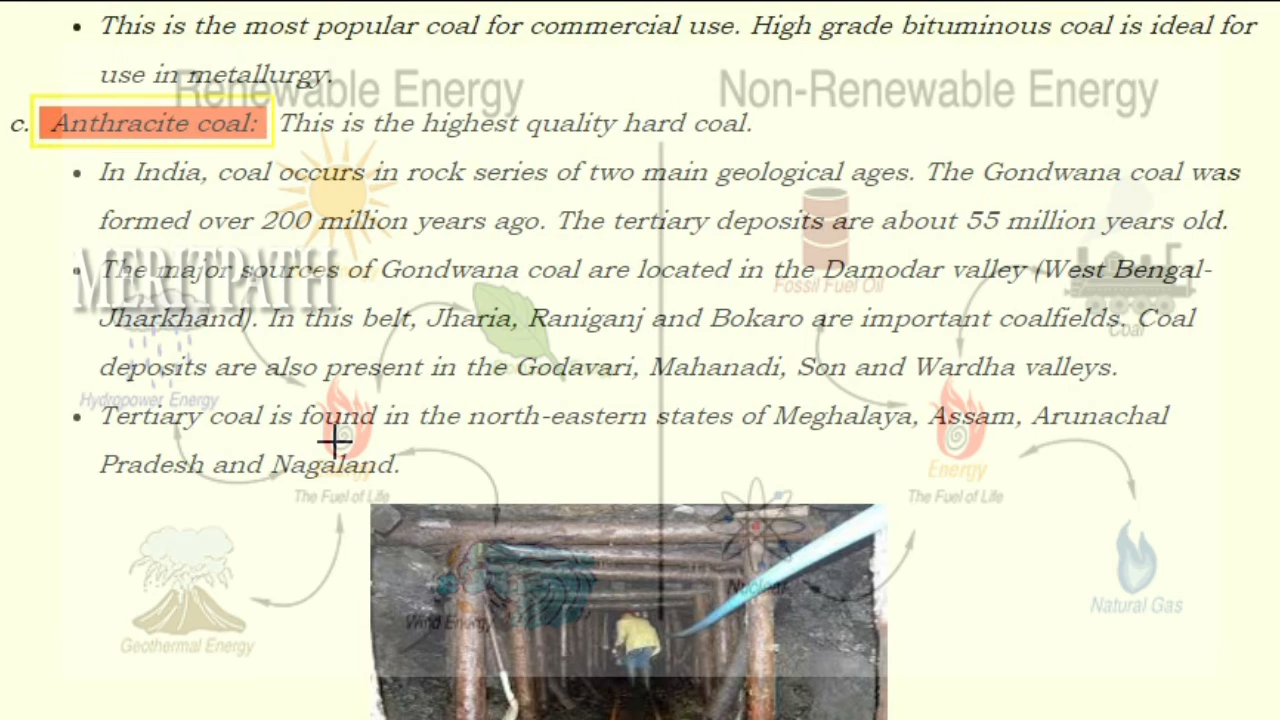 • This is the most popular coal for commercial use. High grade bituminous coal is ideal for
use in metallurgy.
Renewable Energy
Non-Renewable Energy
c. Anthracite coal: This is the highest quality hard coal.
• In India, coal occurs in rock series of two main geological ages. The Gondwana coal was
formed over 200 million years ago. The tertiary deposits are about 55 million years old.
MERITPATH
• The major sources of Gondwana coal are located in the Damodar valley (West Bengal-
Fossil Fuel Oil
Jharkhand). In this belt, Jharia, Raniganj and Bokaro are important coalfields. Coal
Coal
deposits are also present in the Godavari, Mahanadi, Son and Wardha valleys.
Hydropower Energy
• Tertiary coal is found in the north-eastern states of Meghalaya, Assam, Arunachal
Pradesh and Nagaland.
Energy
The Fuel of Life
Energy
The Fuel of Life
Nuclear
Wind Energy
Natural Gas
Geothermal Energy